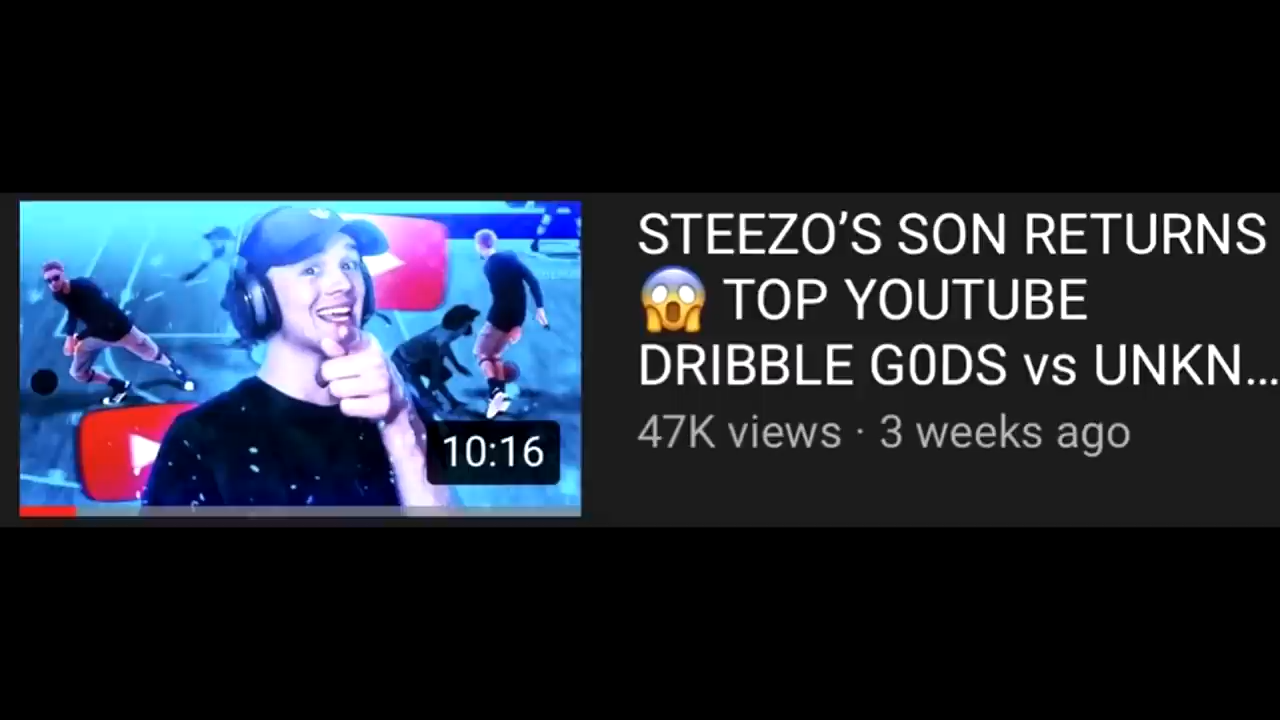 STEEZO’S SON RETURNS
😱 TOP YOUTUBE
DRIBBLE G0DS vs UNKN...
47K views · 3 weeks ago
10:16